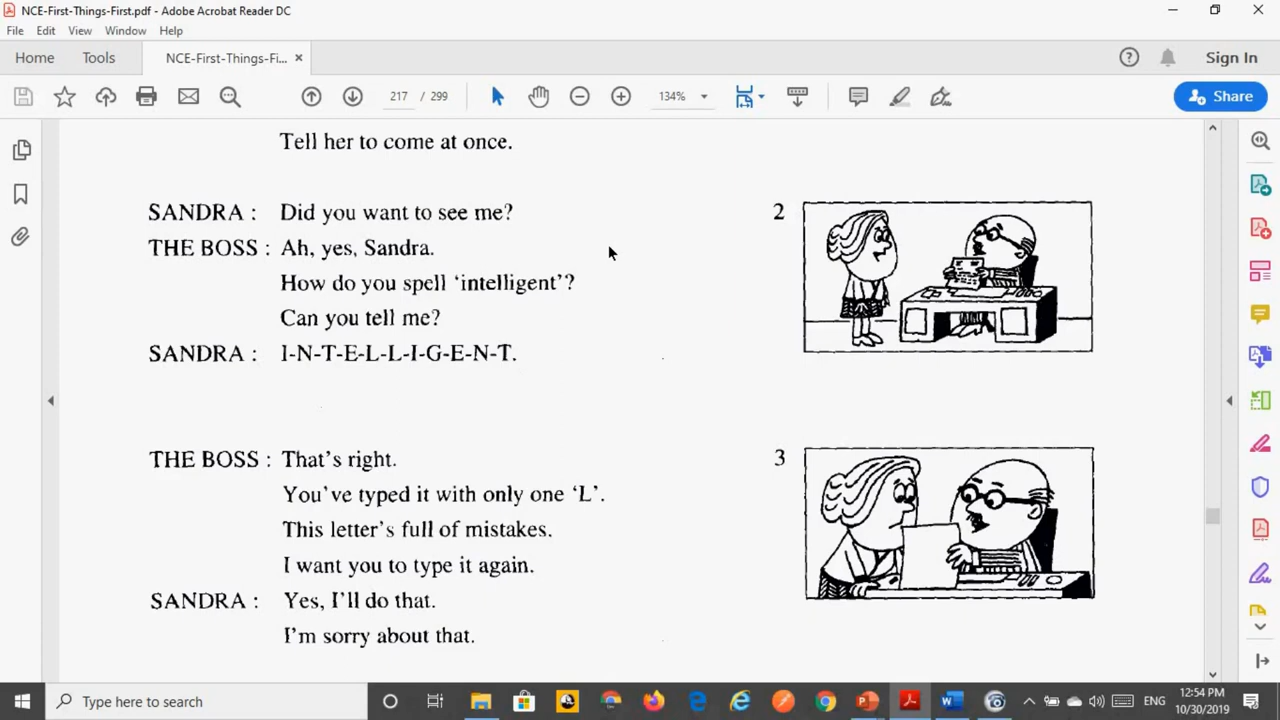 NCE-First-Things-First.pdf - Adobe Acrobat Reader DC
File Edit View Window Help
Home Tools NCE-First-Things-Fi... × Sign In
217 / 299 134% Share
Tell her to come at once.
SANDRA : Did you want to see me?
2
THE BOSS : Ah, yes, Sandra.
How do you spell ‘intelligent’?
Can you tell me?
SANDRA : I-N-T-E-L-L-I-G-E-N-T.
THE BOSS : That’s right.
3
You’ve typed it with only one ‘L’.
This letter’s full of mistakes.
I want you to type it again.
SANDRA : Yes, I’ll do that.
I’m sorry about that.
Type here to search
ENG
12:54 PM
10/30/2019